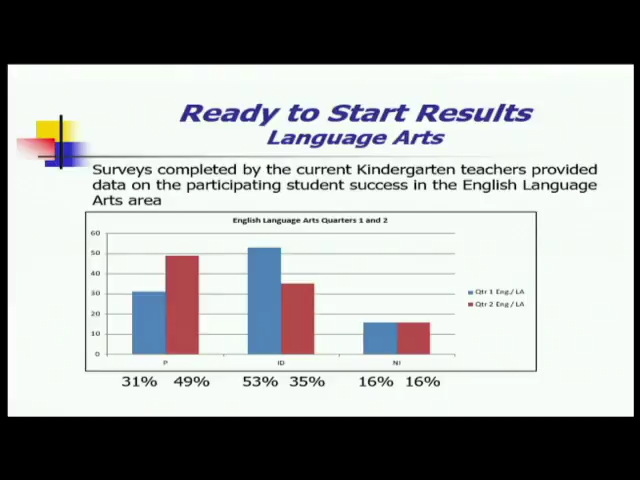 Ready to Start Results
Language Arts
Surveys completed by the current Kindergarten teachers provided
data on the participating student success in the English Language
Arts area
English Language Arts Quarters 1 and 2
60
50
40
30
20
10
0
P ID NI
Qtr 1 Eng./ LA
Qtr 2 Eng / LA
31% 49% 53% 35% 16% 16%